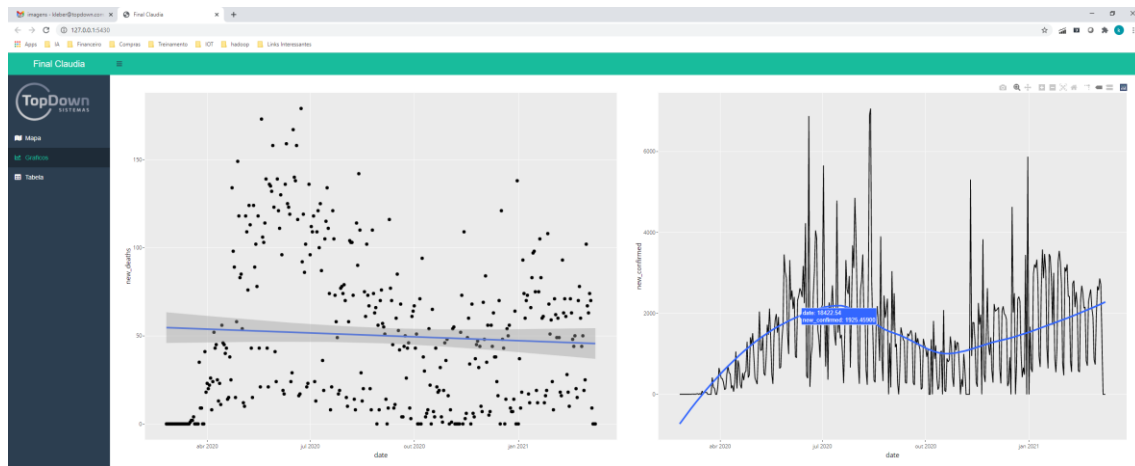 imagens - kleber@topdown.com
Final Claudia
127.0.0.1:5430
Apps
IA
Financeiro
Compras
Treinamento
IOT
hadoop
Links Interessantes
Final Claudia
TopDown
SISTEMAS
Mapa
Graficos
Tabela
new_deaths
150-
100-
50-
0-
abr 2020
jul 2020
out 2020
jan 2021
date
new_confirmed
6000-
4000-
2000-
0-
date: 18422.54
new_confirmed: 1925.45900
abr 2020
jul 2020
out 2020
jan 2021
date